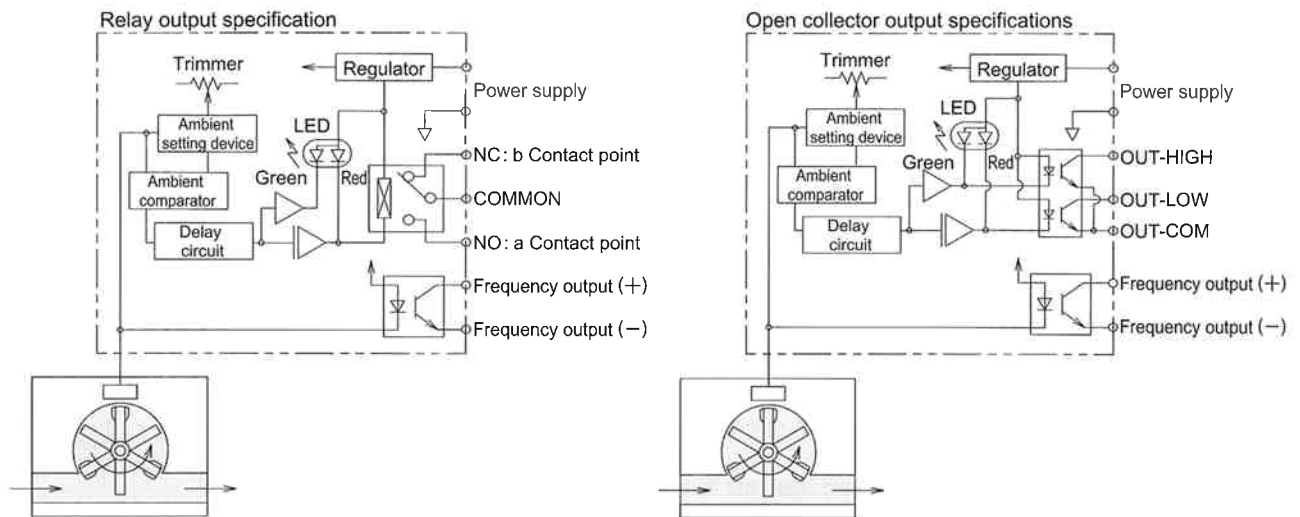 Relay output specification
Trimmer
Regulator
Power supply
Ambient
setting device
LED
NC: b Contact point
Green
Red
Ambient
comparator
COMMON
Delay
circuit
NO: a Contact point
Frequency output (+)
Frequency output (−)
Open collector output specifications
Trimmer
Regulator
Power supply
Ambient
setting device
LED
OUT-HIGH
Green
Red
Ambient
comparator
OUT-LOW
Delay
circuit
OUT-COM
Frequency output (+)
Frequency output (−)